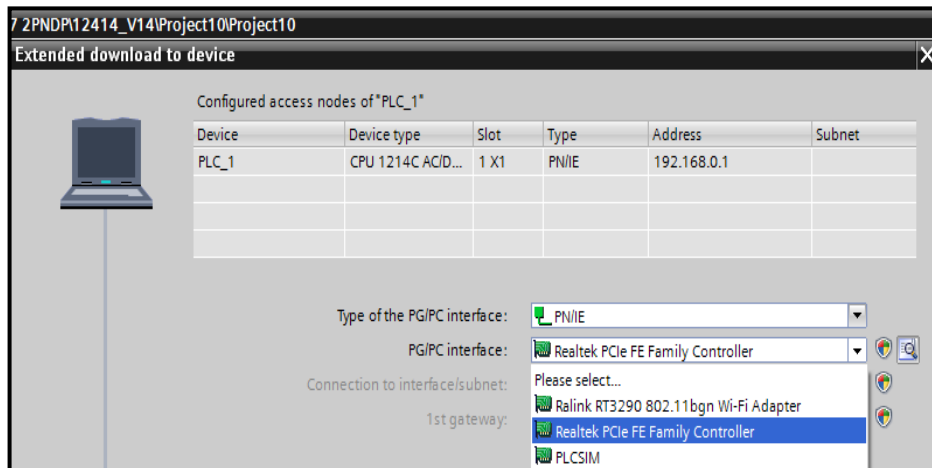 7 2PNDP\12414_V14\Project10\Project10
Extended download to device
X
Configured access nodes of "PLC_1"
Device Device type Slot Type Address Subnet
PLC_1 CPU 1214C AC/D... 1 X1 PN/IE 192.168.0.1
Type of the PG/PC interface: PN/IE
PG/PC interface: Realtek PCIe FE Family Controller
Connection to interface/subnet: Please select...
Ralink RT3290 802.11bgn Wi-Fi Adapter
1st gateway: Realtek PCIe FE Family Controller
PLCSIM